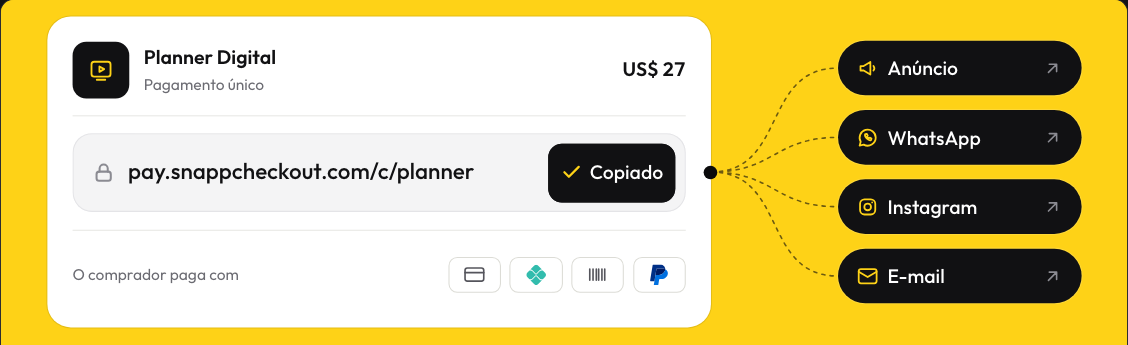 Planner Digital
Pagamento único
US$ 27
pay.snappcheckout.com/c/planner
Copiado
O comprador paga com
Anúncio
WhatsApp
Instagram
E-mail